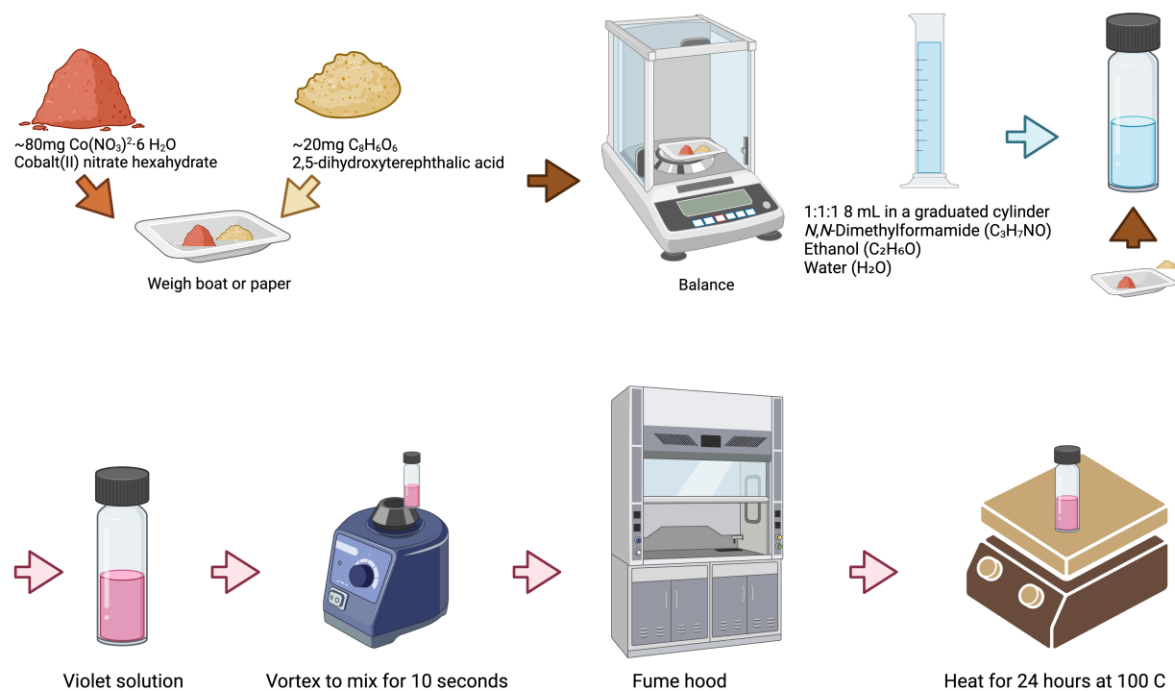 ~80mg Co(NO₃)²·6 H₂O
Cobalt(II) nitrate hexahydrate
~20mg C₈H₆O₆
2,5-dihydroxyterephthalic acid
Weigh boat or paper
Balance
1:1:1 8 mL in a graduated cylinder
N,N-Dimethylformamide (C₃H₇NO)
Ethanol (C₂H₆O)
Water (H₂O)
Violet solution
Vortex to mix for 10 seconds
Fume hood
Heat for 24 hours at 100 C